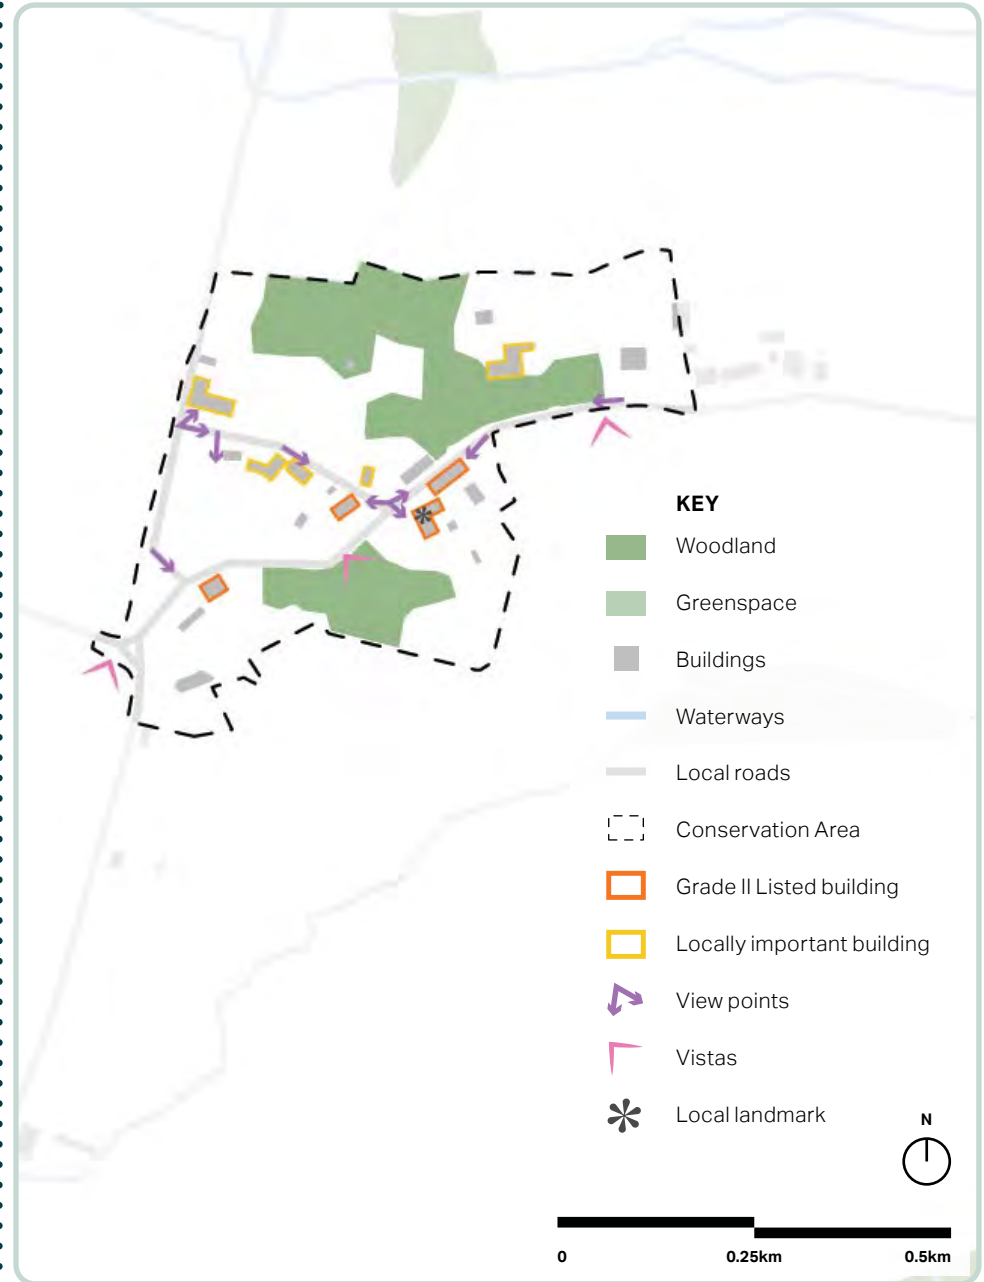 KEY
Woodland
Greenspace
Buildings
Waterways
Local roads
Conservation Area
Grade II Listed building
Locally important building
View points
Vistas
Local landmark
N
0 0.25km 0.5km